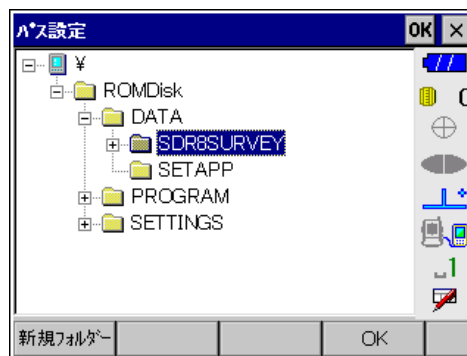 パス設定 OK ×
¥
ROMDisk
DATA
SDR8SURVEY
SETAPP
PROGRAM
SETTINGS
1
新規フォルダー OK